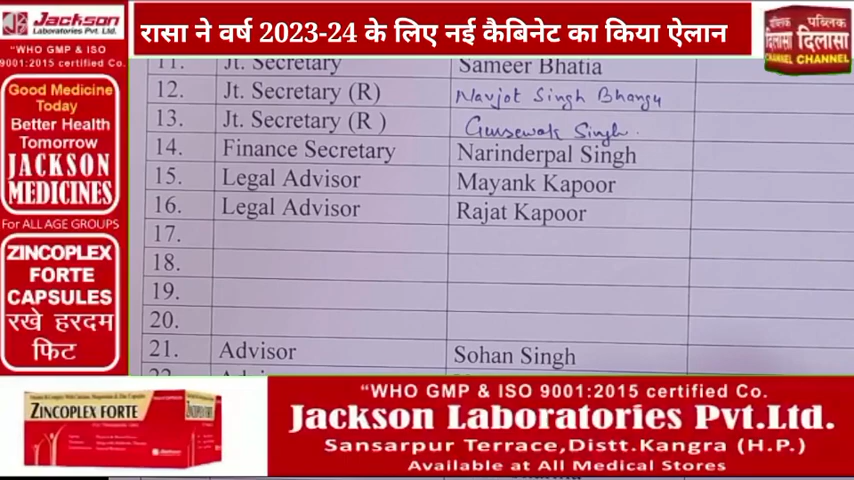 Jackson
Laboratories Pvt. Ltd.
"WHO GMP & ISO
9001:2015 certified Co.
Good Medicine
Today
Better Health
Tomorrow
JACKSON
MEDICINES
For ALL AGE GROUPS
ZINCOPLEX
FORTE
CAPSULES
रखे हरदम
फिट
रासा ने वर्ष 2023-24 के लिए नई कैबिनेट का किया ऐलान
पब्लिक
दिलासा
CHANNEL
11. Jt. Secretary Sameer Bhatia
12. Jt. Secretary (R) Navjot Singh Bhangu
13. Jt. Secretary (R ) Gursewak Singh.
14. Finance Secretary Narinderpal Singh
15. Legal Advisor Mayank Kapoor
16. Legal Advisor Rajat Kapoor
17.
18.
19.
20.
21. Advisor Sohan Singh
ZINCOPLEX FORTE
"WHO GMP & ISO 9001:2015 certified Co.
Jackson Laboratories Pvt.Ltd.
Sansarpur Terrace,Distt.Kangra (H.P.)
Available at All Medical Stores